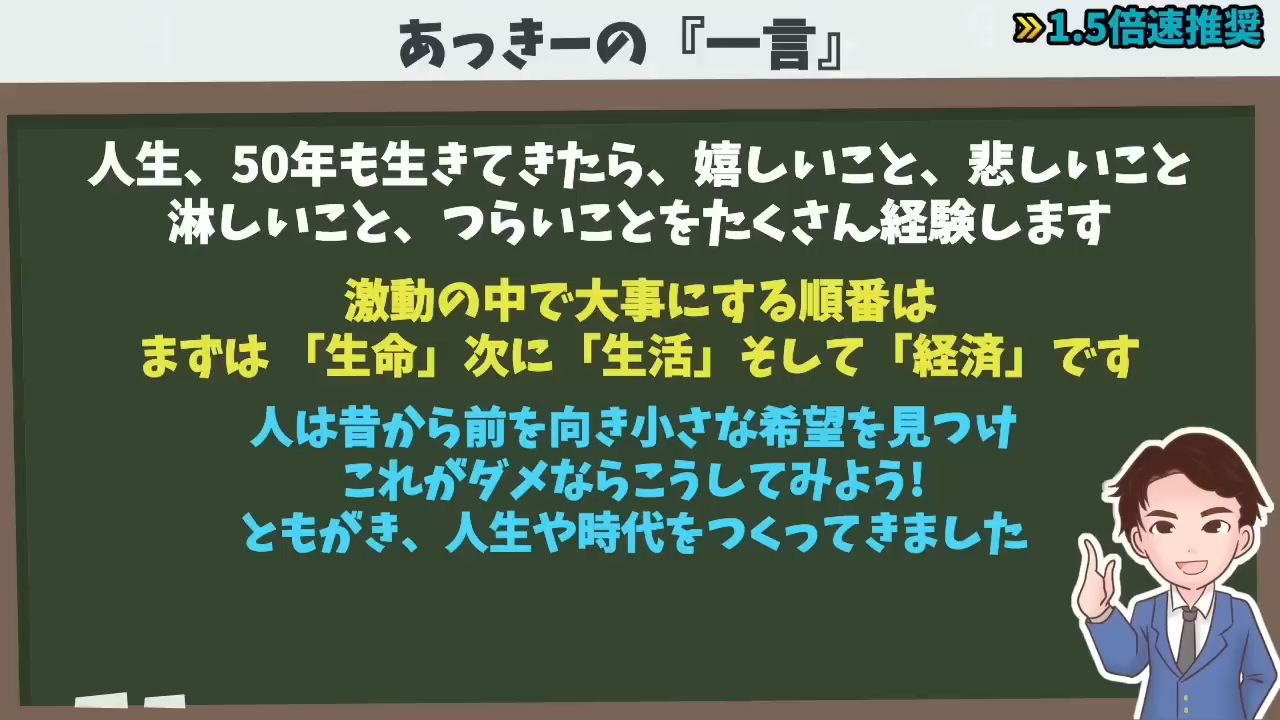 あっきーの『一言』
1.5倍速推奨
人生、50年も生きてきたら、嬉しいこと、悲しいこと
淋しいこと、つらいことをたくさん経験します
激動の中で大事にする順番は
まずは「生命」次に「生活」そして「経済」です
人は昔から前を向き小さな希望を見つけ
これがダメならこうしてみよう!
ともがき、人生や時代をつくってきました